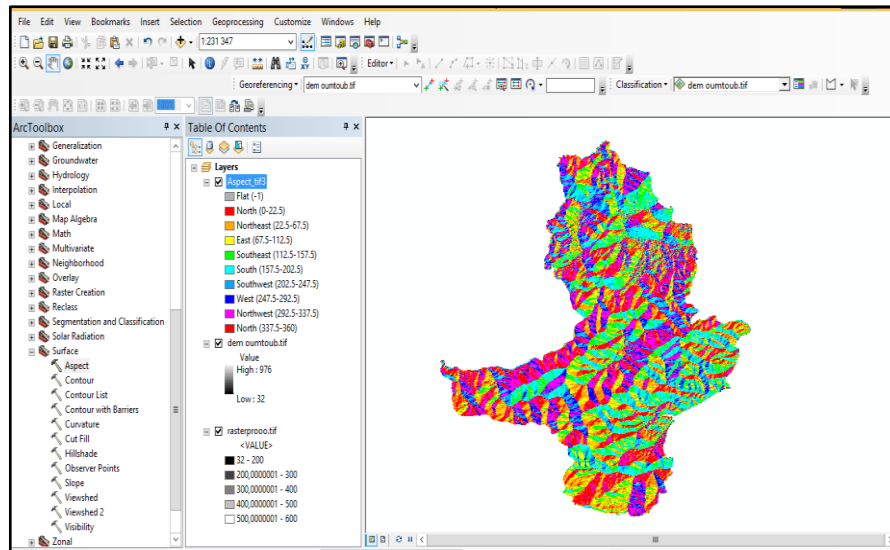 File Edit View Bookmarks Insert Selection Geoprocessing Customize Windows Help
1:231 347
Editor
Georeferencing dem oumtoub.tif Classification dem oumtoub.tif
ArcToolbox
Generalization
Groundwater
Hydrology
Interpolation
Local
Map Algebra
Math
Multivariate
Neighborhood
Overlay
Raster Creation
Reclass
Segmentation and Classification
Solar Radiation
Surface
Aspect
Contour
Contour List
Contour with Barriers
Curvature
Cut Fill
Hillshade
Observer Points
Slope
Viewshed
Viewshed 2
Visibility
Zonal
Table Of Contents
Layers
Aspect_tif3
Flat (-1)
North (0-22.5)
Northeast (22.5-67.5)
East (67.5-112.5)
Southeast (112.5-157.5)
South (157.5-202.5)
Southwest (202.5-247.5)
West (247.5-292.5)
Northwest (292.5-337.5)
North (337.5-360)
dem oumtoub.tif
Value
High : 976
Low : 32
rasterprooo.tif
<VALUE>
32 - 200
200,0000001 - 300
300,0000001 - 400
400,0000001 - 500
500,0000001 - 600